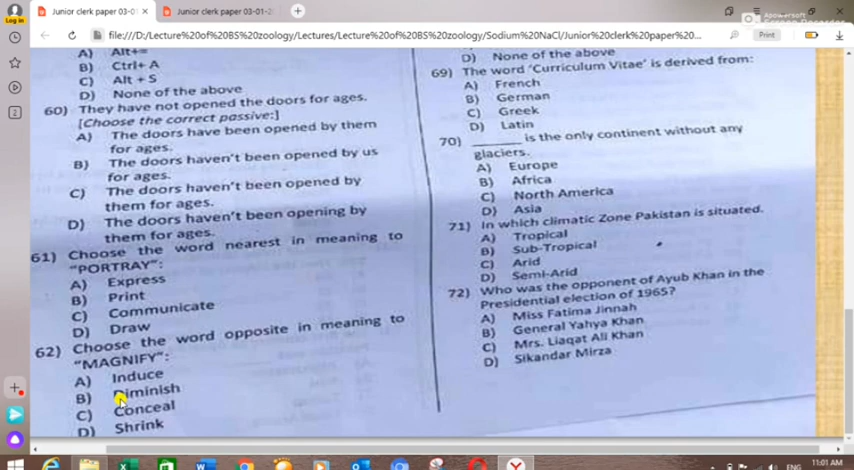 Log in
Junior clerk paper 03-01
Junior clerk paper 03-01-2
Apowersoft
Screen Recorder
file:///D:/Lecture%20of%20BS%20zoology/Lectures/Lecture%20of%20BS%20zoology/Sodium%20NaCl/Junior%20clerk%20paper%20...
Print
A) Alt+=
B) Ctrl+ A
C) Alt + S
D) None of the above
60) They have not opened the doors for ages.
[Choose the correct passive:]
A) The doors have been opened by them
for ages.
B) The doors haven't been opened by us
for ages.
C) The doors haven't been opened by
them for ages.
D) The doors haven't been opening by
them for ages.
61) Choose the word nearest in meaning to
"PORTRAY":
A) Express
B) Print
C) Communicate
D) Draw
62) Choose the word opposite in meaning to
"MAGNIFY":
A) Induce
B) Diminish
C) Conceal
D) Shrink
D) None of the above
69) The word 'Curriculum Vitae' is derived from:
A) French
B) German
C) Greek
D) Latin
70) ______ is the only continent without any
glaciers.
A) Europe
B) Africa
C) North America
D) Asia
71) In which climatic Zone Pakistan is situated.
A) Tropical
B) Sub-Tropical
C) Arid
D) Semi-Arid
72) Who was the opponent of Ayub Khan in the
Presidential election of 1965?
A) Miss Fatima Jinnah
B) General Yahya Khan
C) Mrs. Liaqat Ali Khan
D) Sikandar Mirza
ENG
11:01 AM